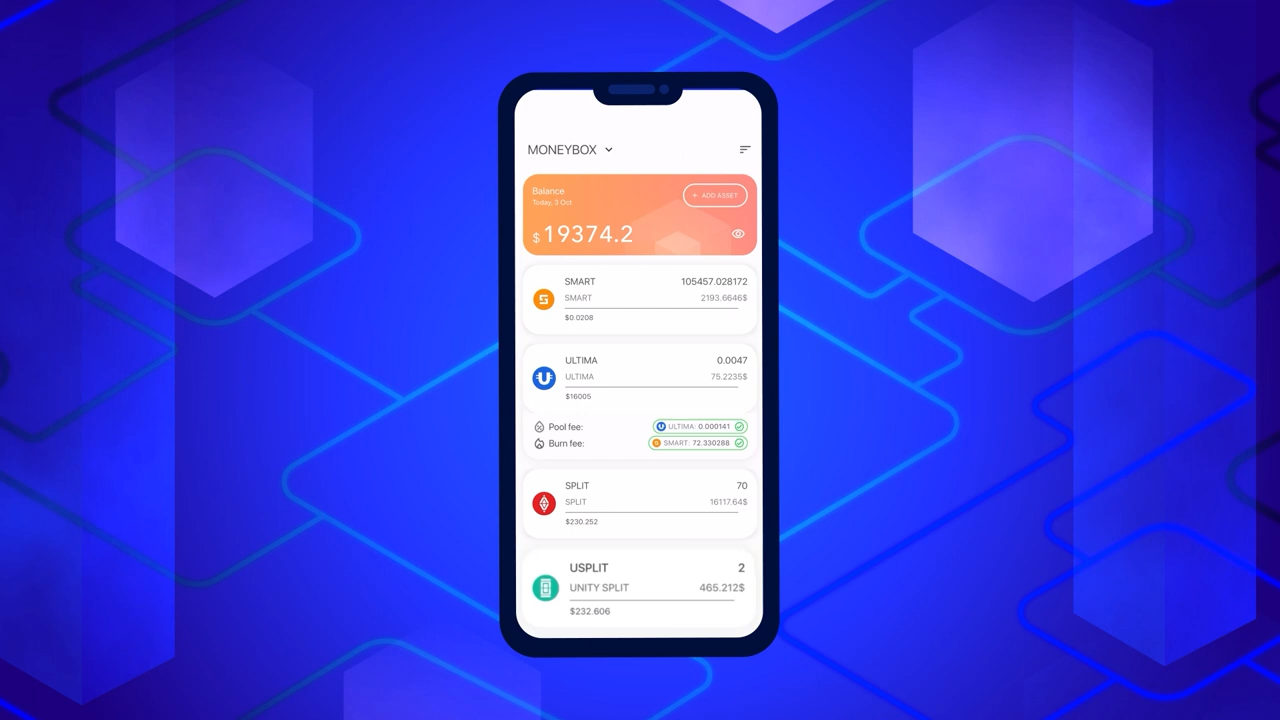 MONEYBOX
Balance
Today, 3 Oct
+ ADD ASSET
$19374.2
SMART 105457.028172
SMART 2193.6646$
$0.0208
ULTIMA 0.0047
ULTIMA 75.2235$
$16005
Pool fee: ULTIMA: 0.000141
Burn fee: SMART: 72.330288
SPLIT 70
SPLIT 16117.64$
$230.252
USPLIT 2
UNITY SPLIT 465.212$
$232.606